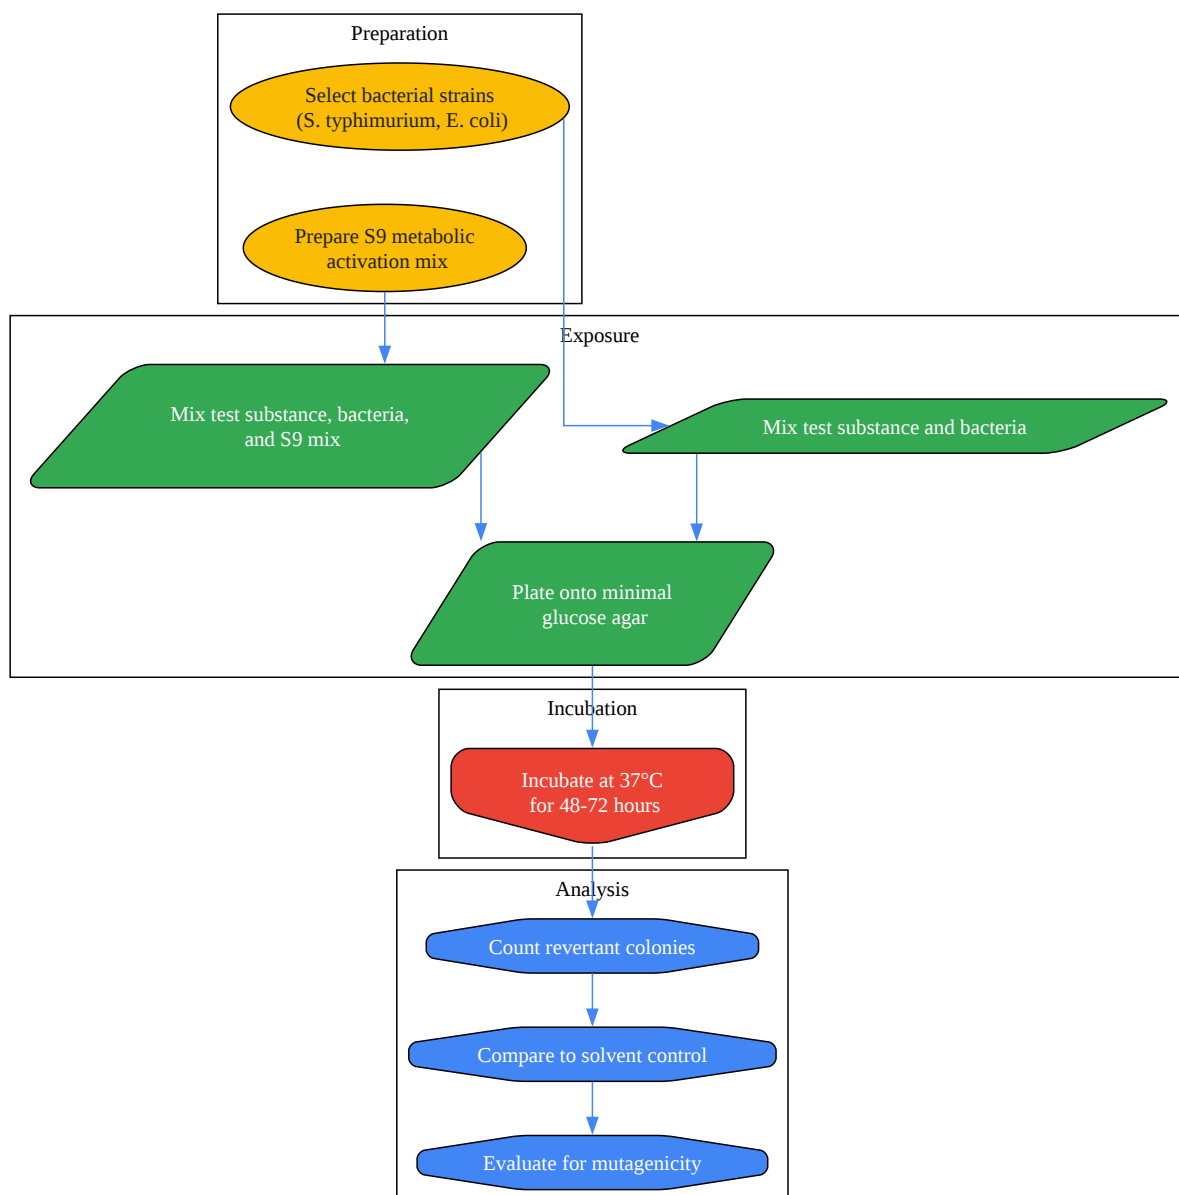 Preparation
Select bacterial strains
(S. typhimurium, E. coli)
Prepare S9 metabolic
activation mix
Exposure
Mix test substance, bacteria,
and S9 mix
Mix test substance and bacteria
Plate onto minimal
glucose agar
Incubation
Incubate at 37°C
for 48-72 hours
Analysis
Count revertant colonies
Compare to solvent control
Evaluate for mutagenicity